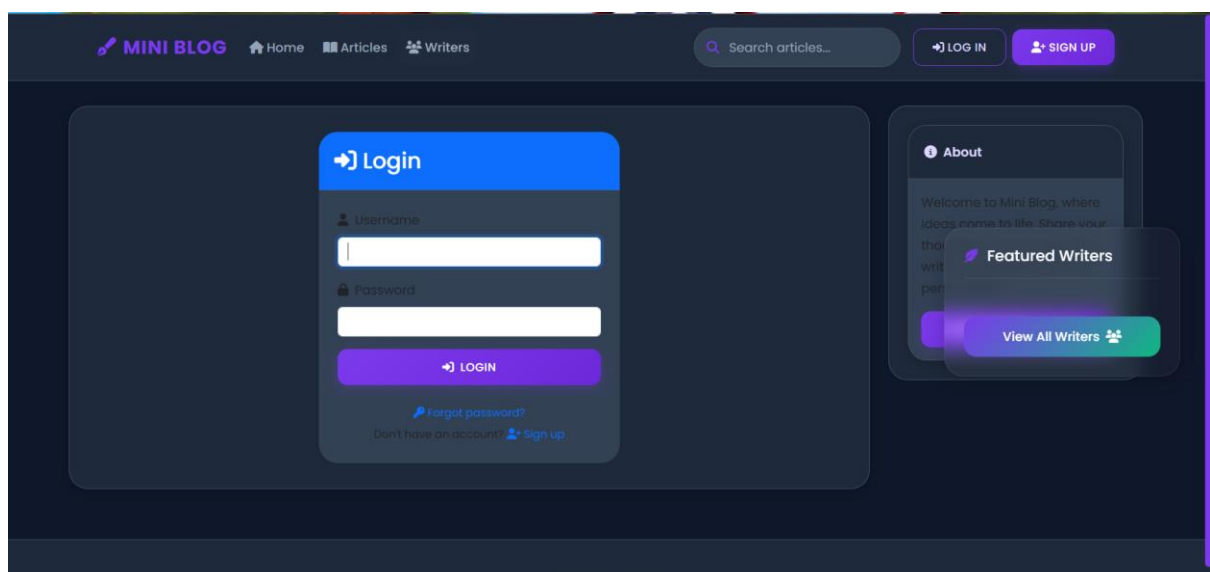 MINI BLOG Home Articles Writers Search articles... LOG IN SIGN UP
Login
Username
Password
LOGIN
Forgot password?
Don't have an account? Sign up
About
Welcome to Mini Blog, where
ideas come to life. Share your
Featured Writers
View All Writers